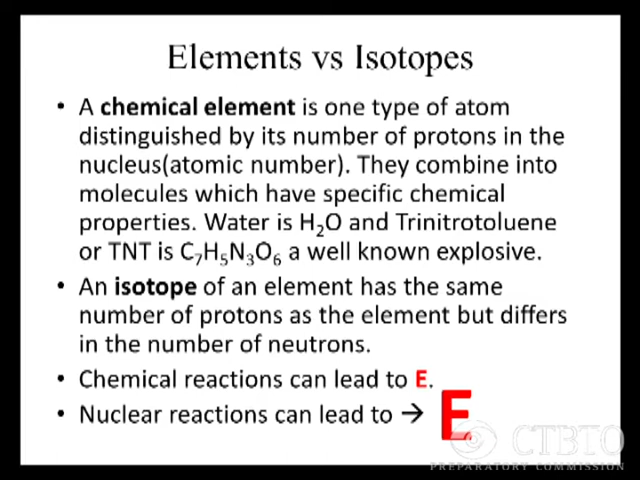 Elements vs Isotopes
• A chemical element is one type of atom
distinguished by its number of protons in the
nucleus(atomic number). They combine into
molecules which have specific chemical
properties. Water is H₂O and Trinitrotoluene
or TNT is C₇H₅N₃O₆ a well known explosive.
• An isotope of an element has the same
number of protons as the element but differs
in the number of neutrons.
• Chemical reactions can lead to E.
• Nuclear reactions can lead to → E
CTBTO
PREPARATORY COMMISSION